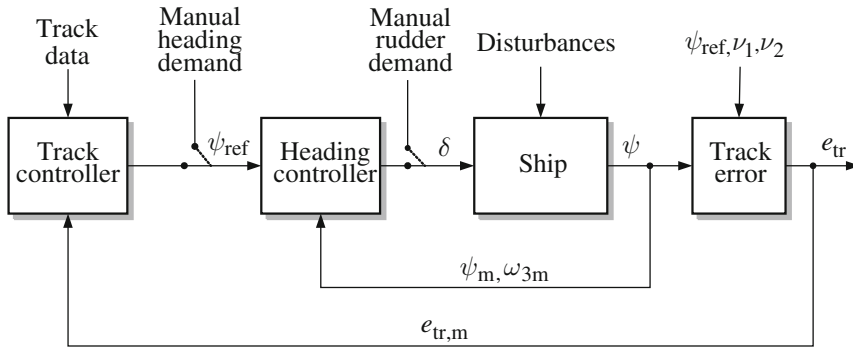 Track
data
Manual
heading
demand
Manual
rudder
demand
Disturbances
ψref,ν1,ν2
Track
controller
ψref
Heading
controller
δ
Ship
ψ
Track
error
etr
ψm,ω3m
etr,m